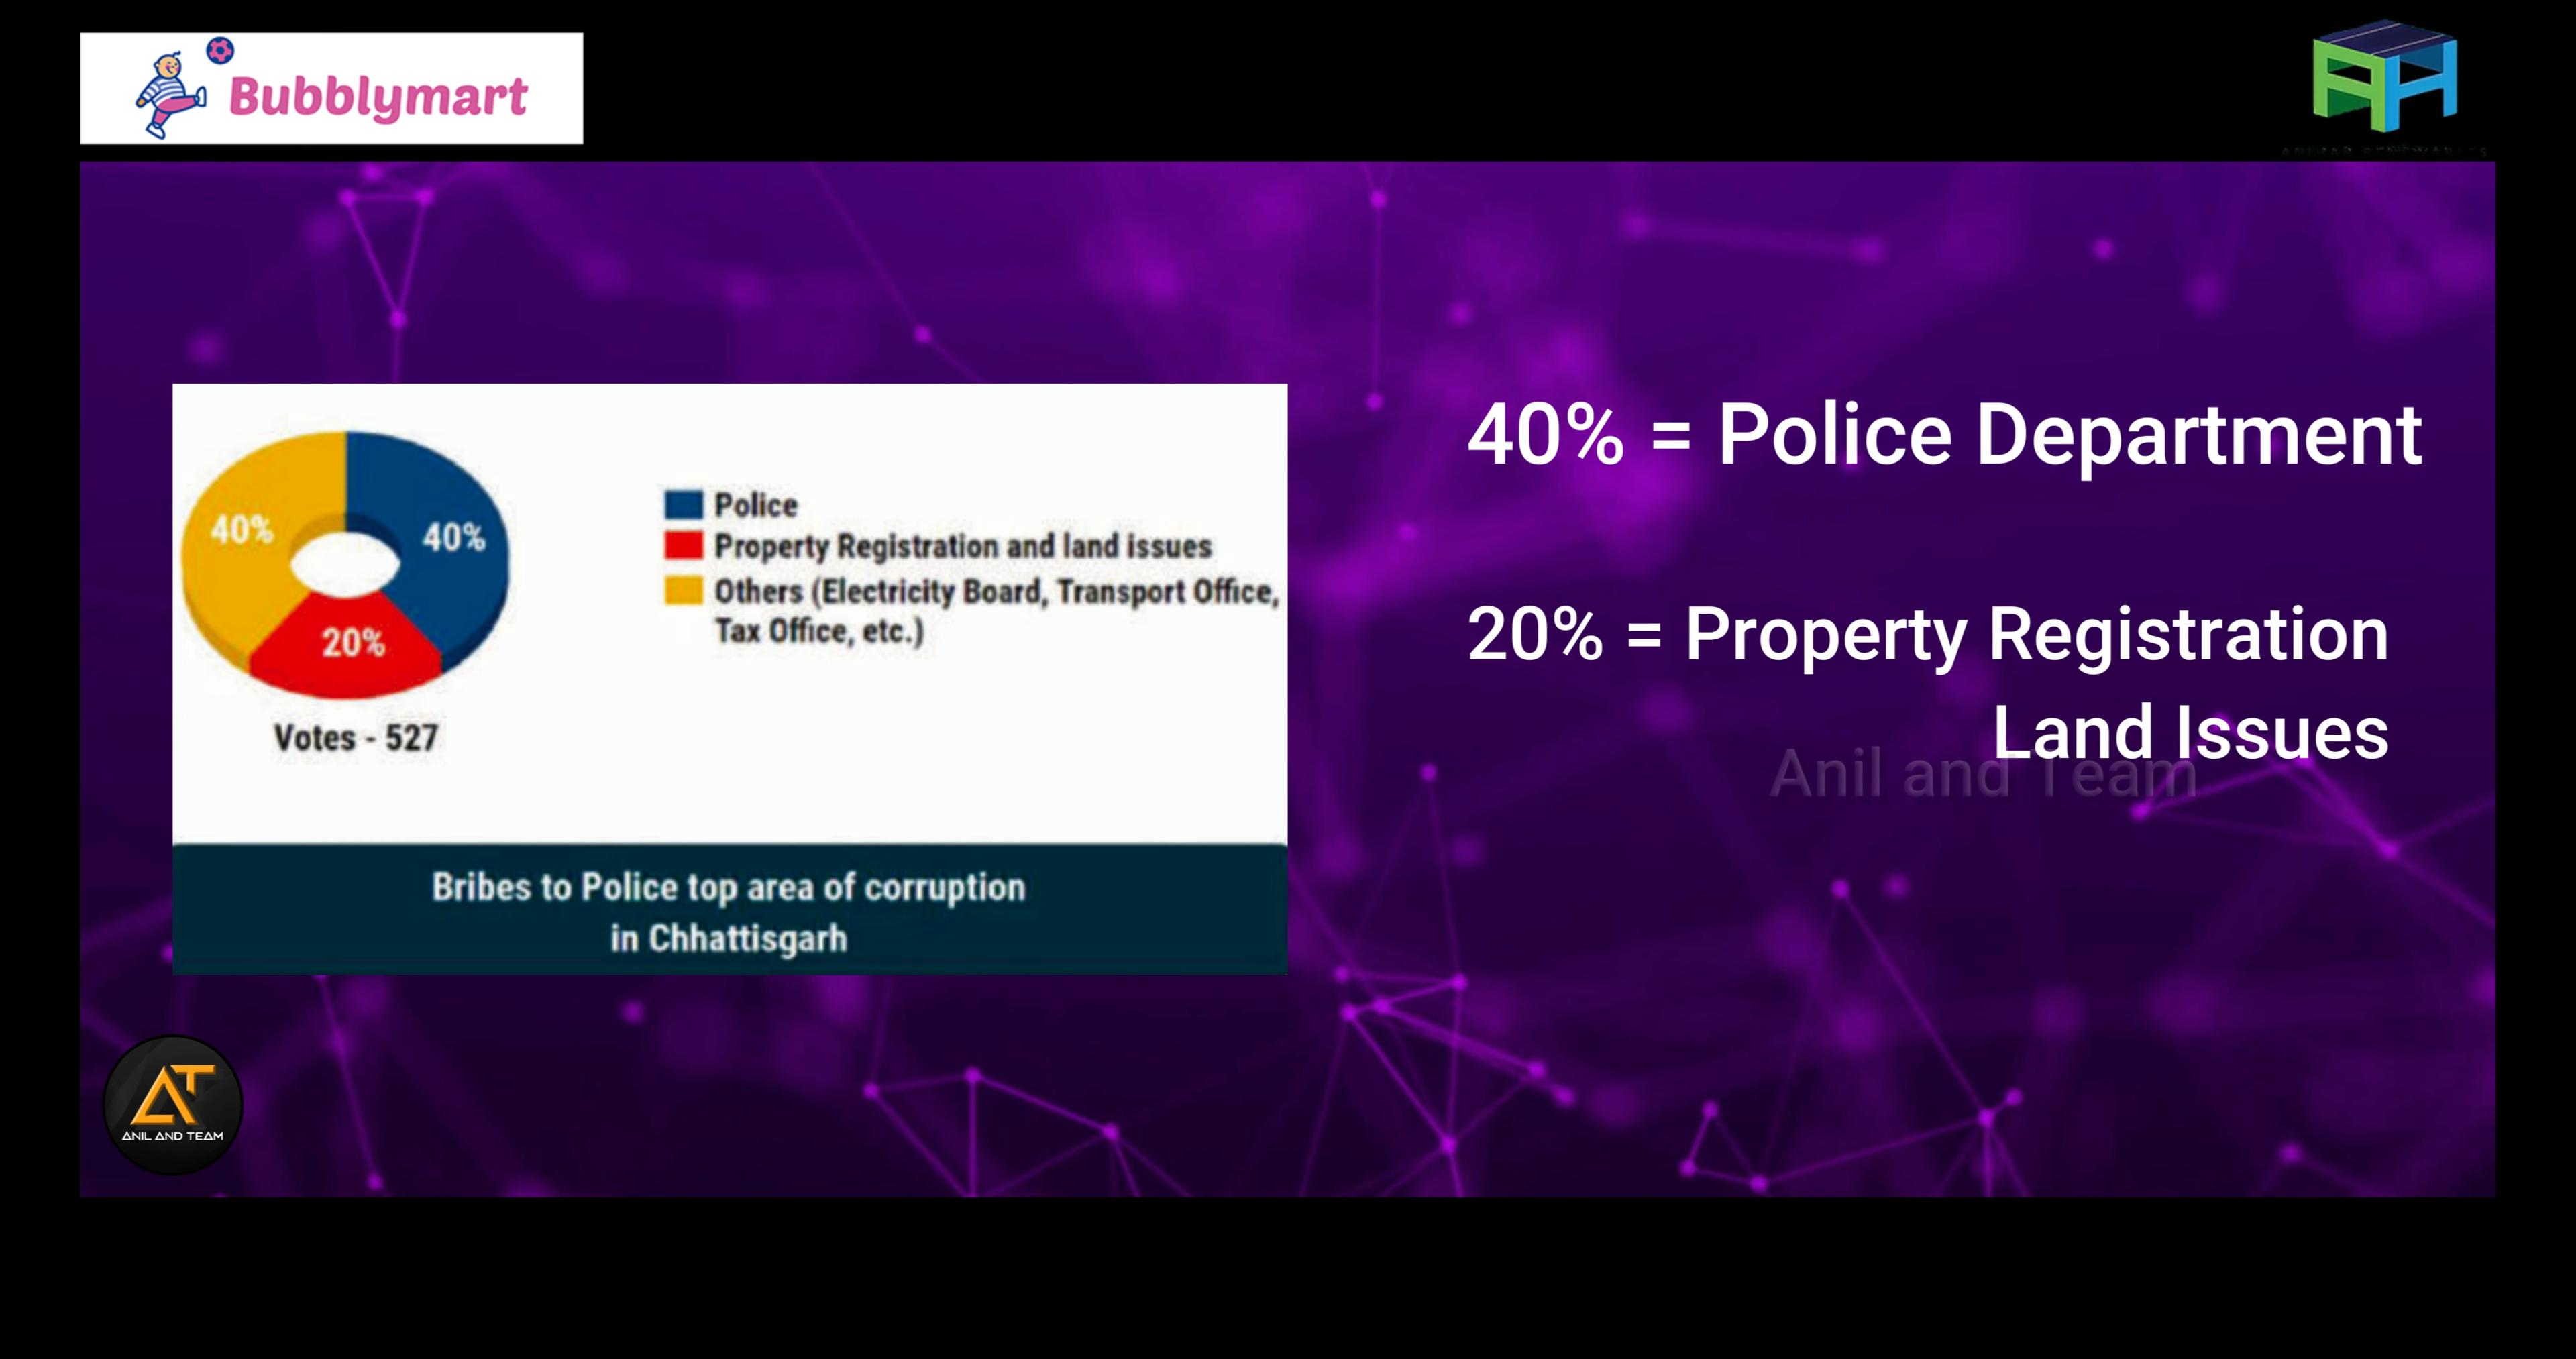 Bubblymart
40%
40%
20%
Votes - 527
Police
Property Registration and land issues
Others (Electricity Board, Transport Office,
Tax Office, etc.)
Bribes to Police top area of corruption
in Chhattisgarh
40% = Police Department
20% = Property Registration
Land Issues
Anil and Team
AT
ANIL AND TEAM